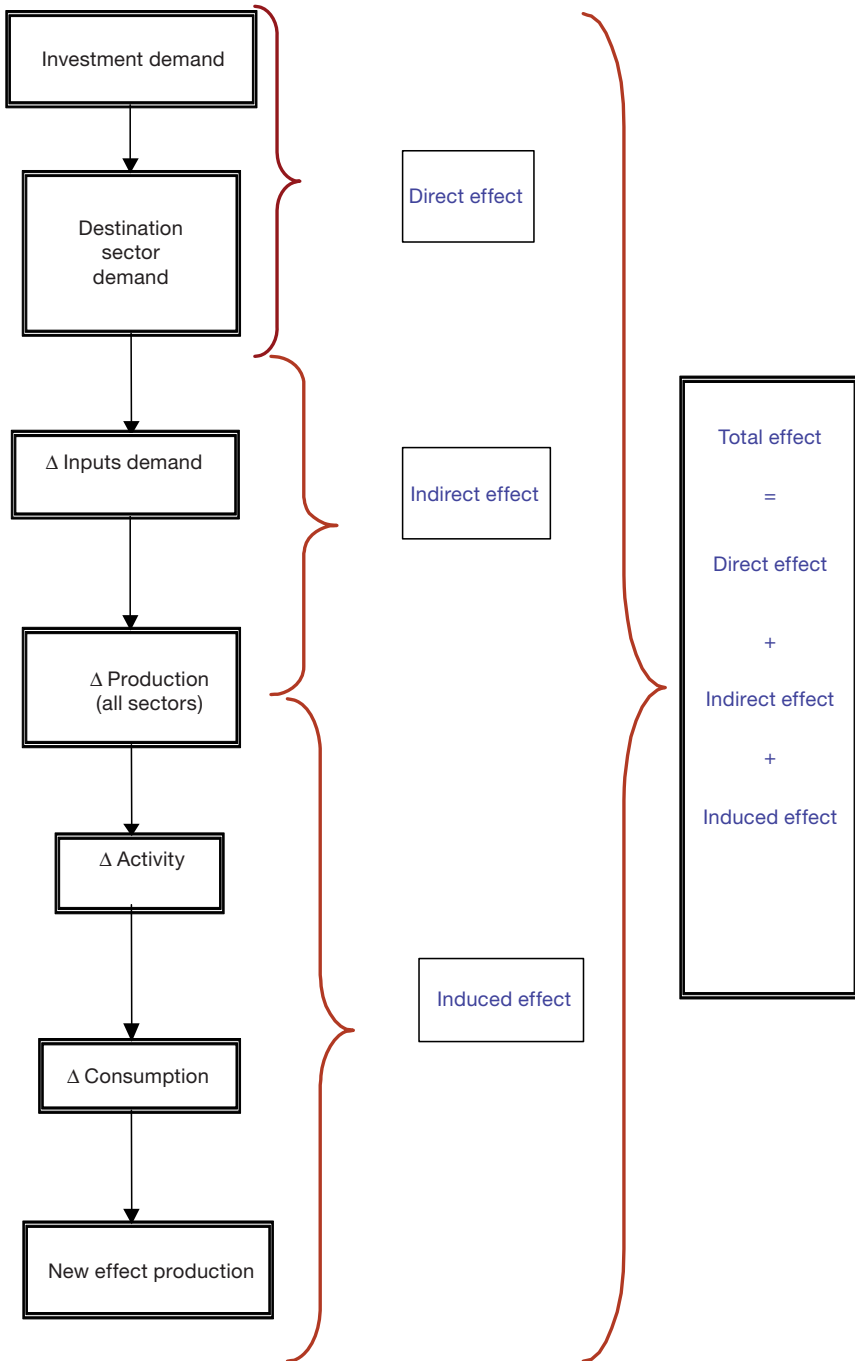 Investment demand
Destination
sector
demand
Δ Inputs demand
Δ Production
(all sectors)
Δ Activity
Δ Consumption
New effect production
Direct effect
Indirect effect
Induced effect
Total effect
=
Direct effect
+
Indirect effect
+
Induced effect